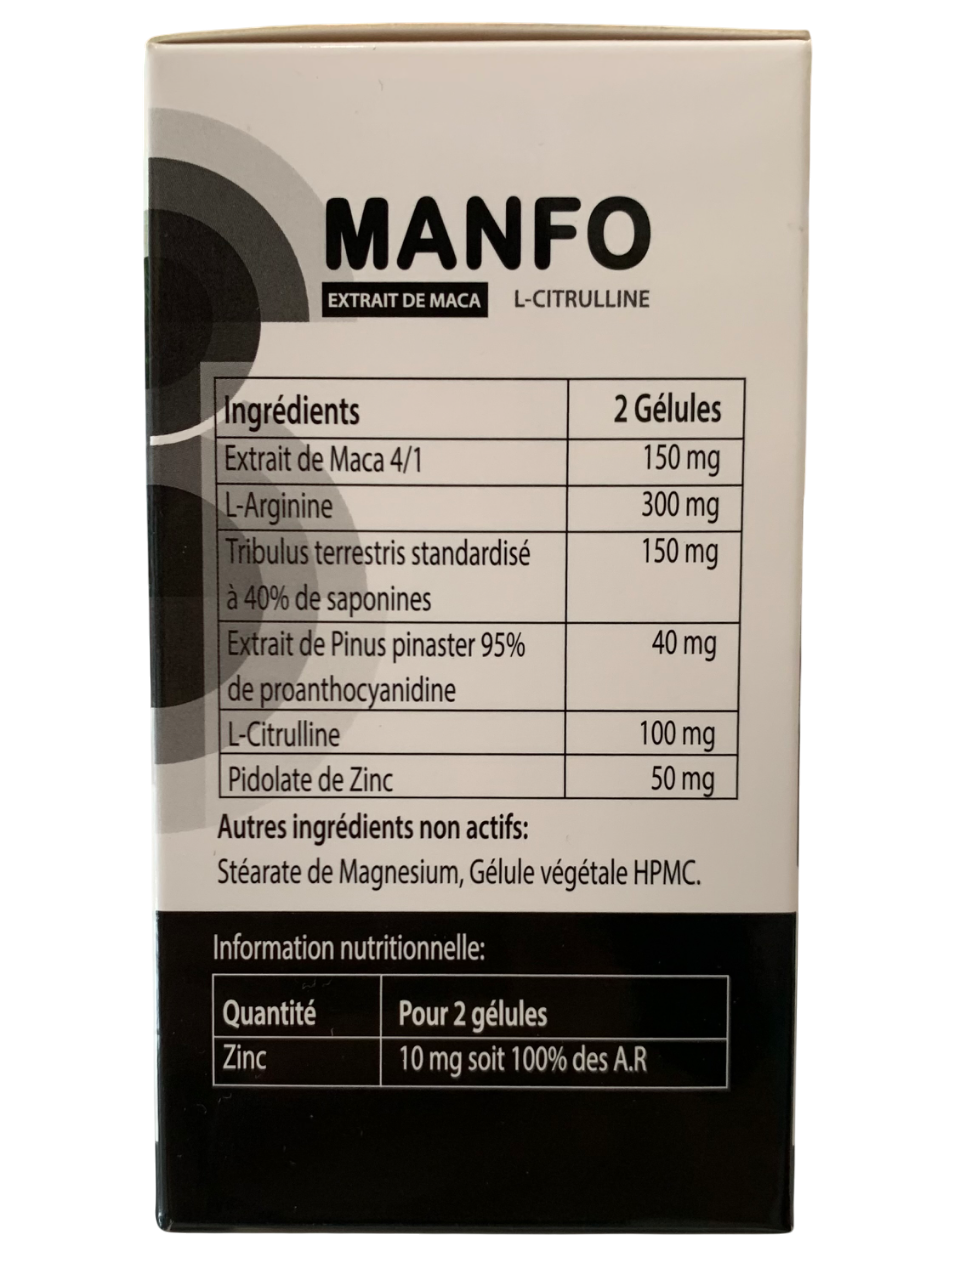 MANFO
EXTRAIT DE MACA L-CITRULLINE
Ingrédients 2 Gélules
Extrait de Maca 4/1 150 mg
L-Arginine 300 mg
Tribulus terrestris standardisé 150 mg
à 40% de saponines
Extrait de Pinus pinaster 95% 40 mg
de proanthocyanidine
L-Citrulline 100 mg
Pidolate de Zinc 50 mg
Autres ingrédients non actifs:
Stéarate de Magnesium, Gélule végétale HPMC.
Information nutritionnelle:
Quantité Pour 2 gélules
Zinc 10 mg soit 100% des A.R